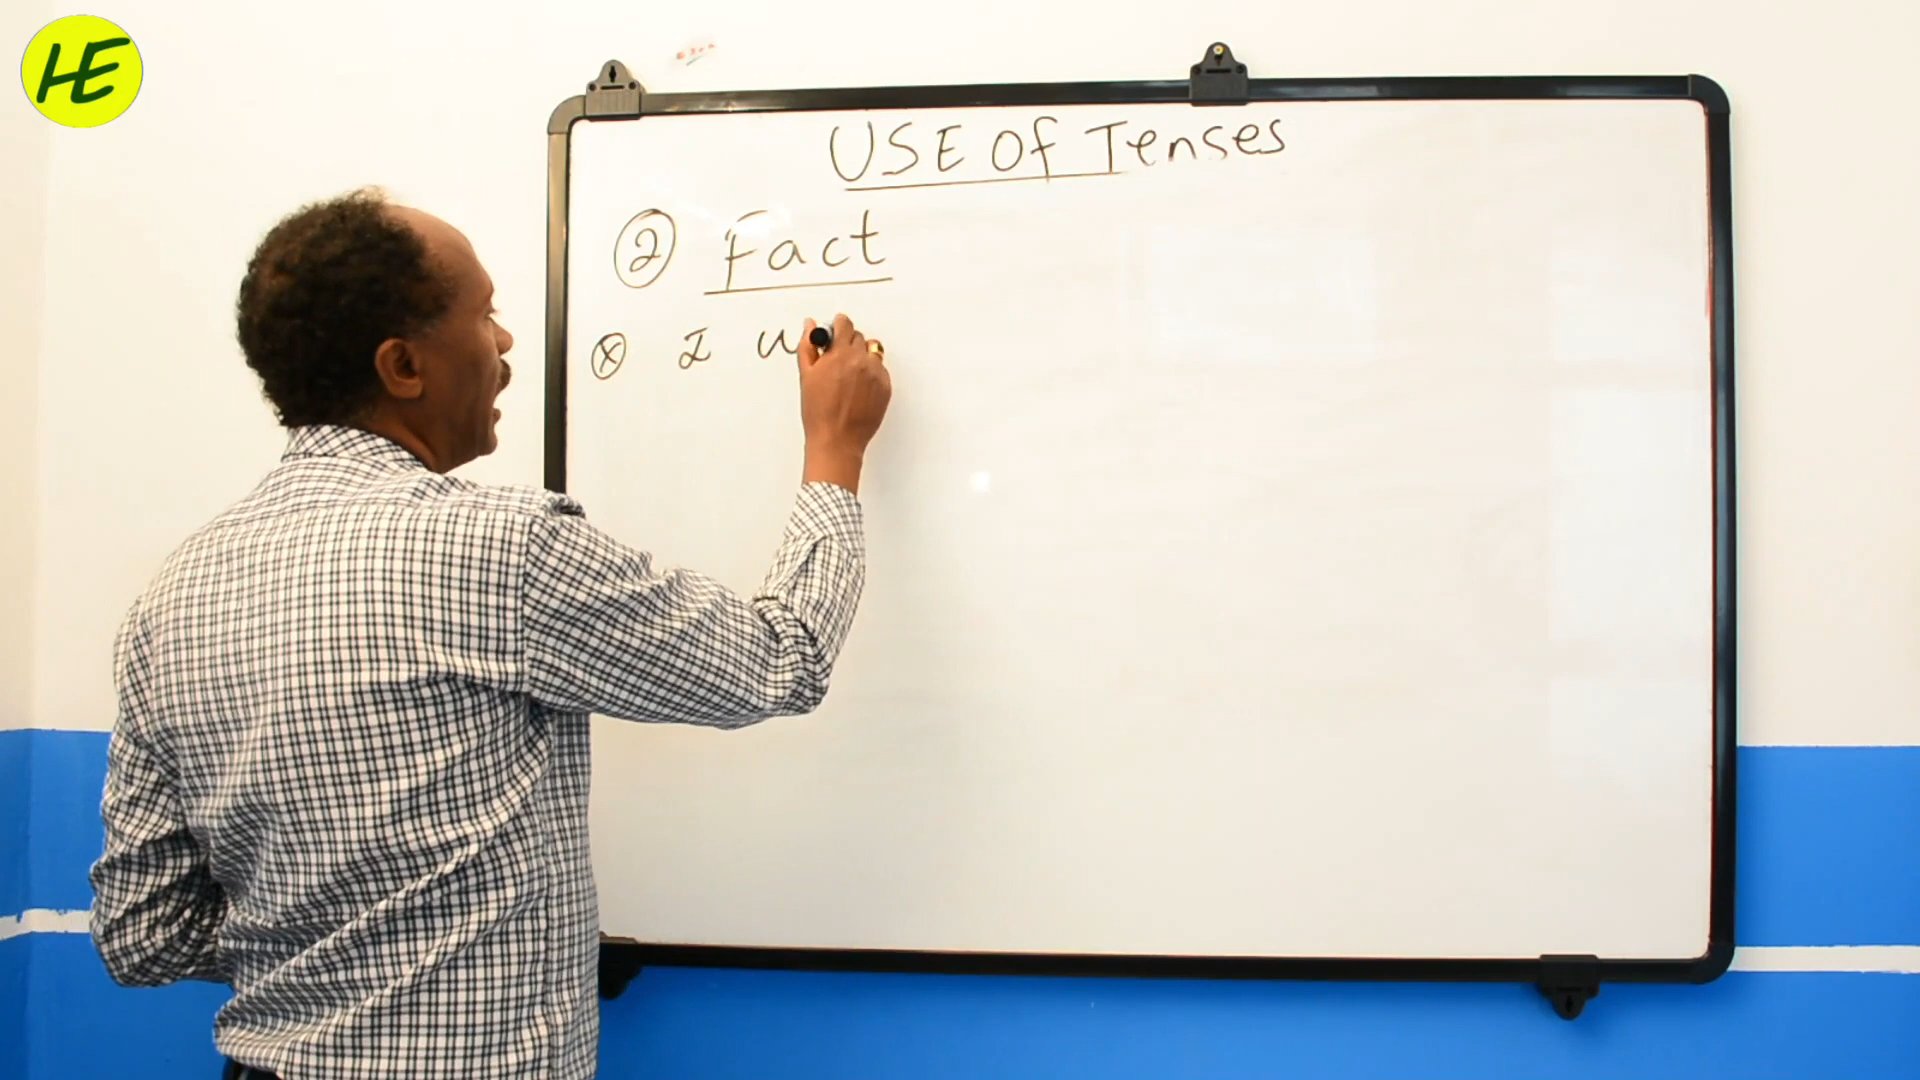 HE
USE Of Tenses
② Fact
ⓧ I w